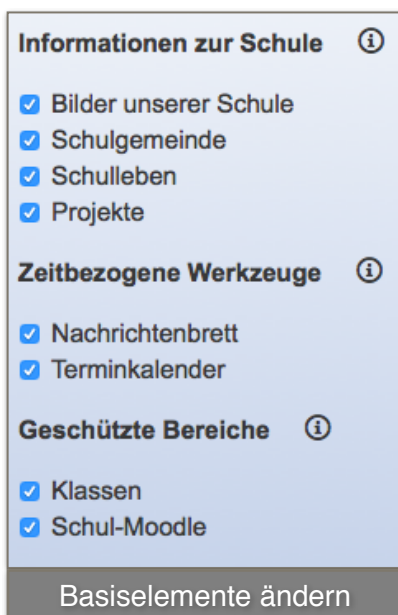 Informationen zur Schule
Bilder unserer Schule
Schulgemeinde
Schulleben
Projekte
Zeitbezogene Werkzeuge
Nachrichtenbrett
Terminkalender
Geschützte Bereiche
Klassen
Schul-Moodle
Basiselemente ändern